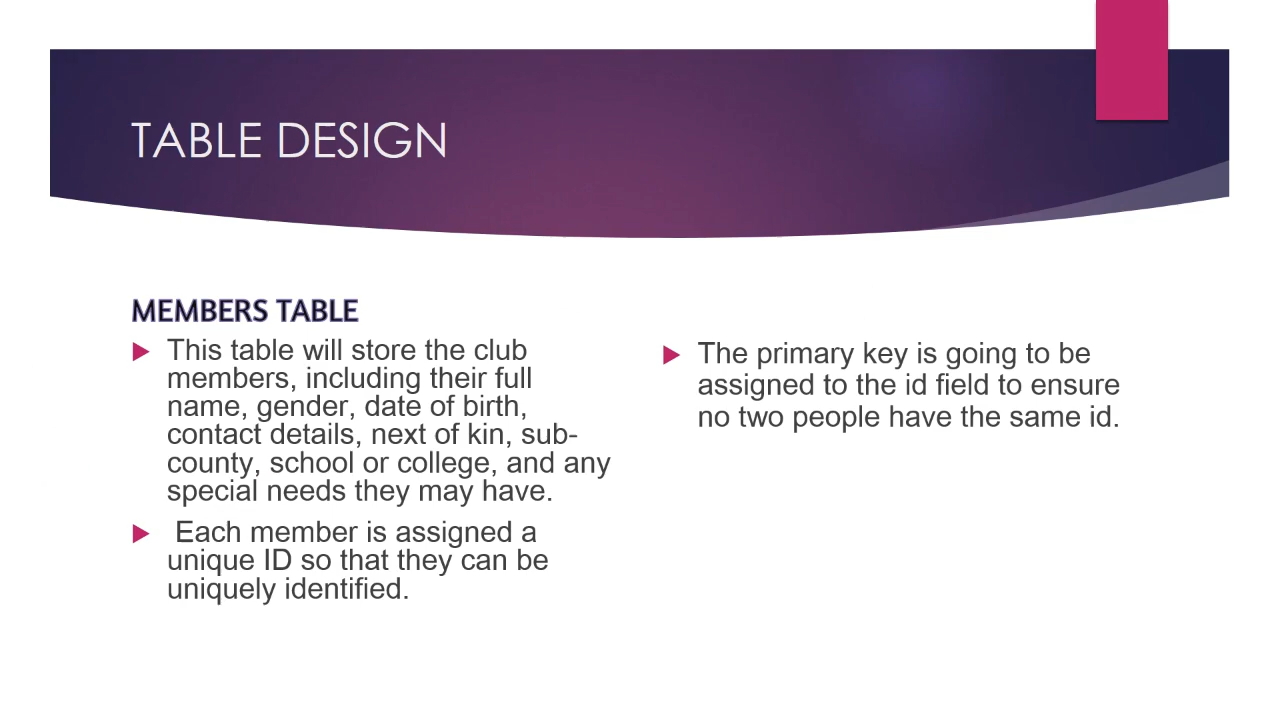 TABLE DESIGN
MEMBERS TABLE
This table will store the club
members, including their full
name, gender, date of birth,
contact details, next of kin, sub-
county, school or college, and any
special needs they may have.
Each member is assigned a
unique ID so that they can be
uniquely identified.
The primary key is going to be
assigned to the id field to ensure
no two people have the same id.